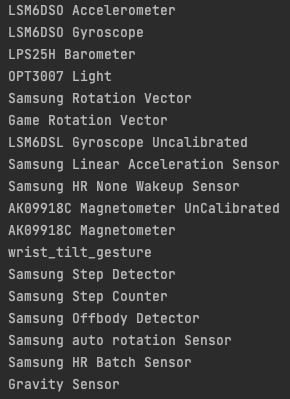 LSM6DSO Accelerometer
LSM6DSO Gyroscope
LPS25H Barometer
OPT3007 Light
Samsung Rotation Vector
Game Rotation Vector
LSM6DSL Gyroscope Uncalibrated
Samsung Linear Acceleration Sensor
Samsung HR None Wakeup Sensor
AK09918C Magnetometer UnCalibrated
AK09918C Magnetometer
wrist_tilt_gesture
Samsung Step Detector
Samsung Step Counter
Samsung Offbody Detector
Samsung auto rotation Sensor
Samsung HR Batch Sensor
Gravity Sensor